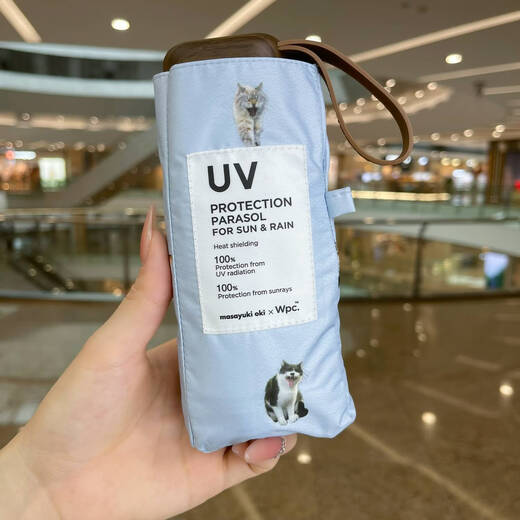 UV
PROTECTION
PARASOL
FOR SUN & RAIN
Heat shielding
100%
Protection from
UV radiation
100%
Protection from sunrays
masayuki oki × Wpc.™